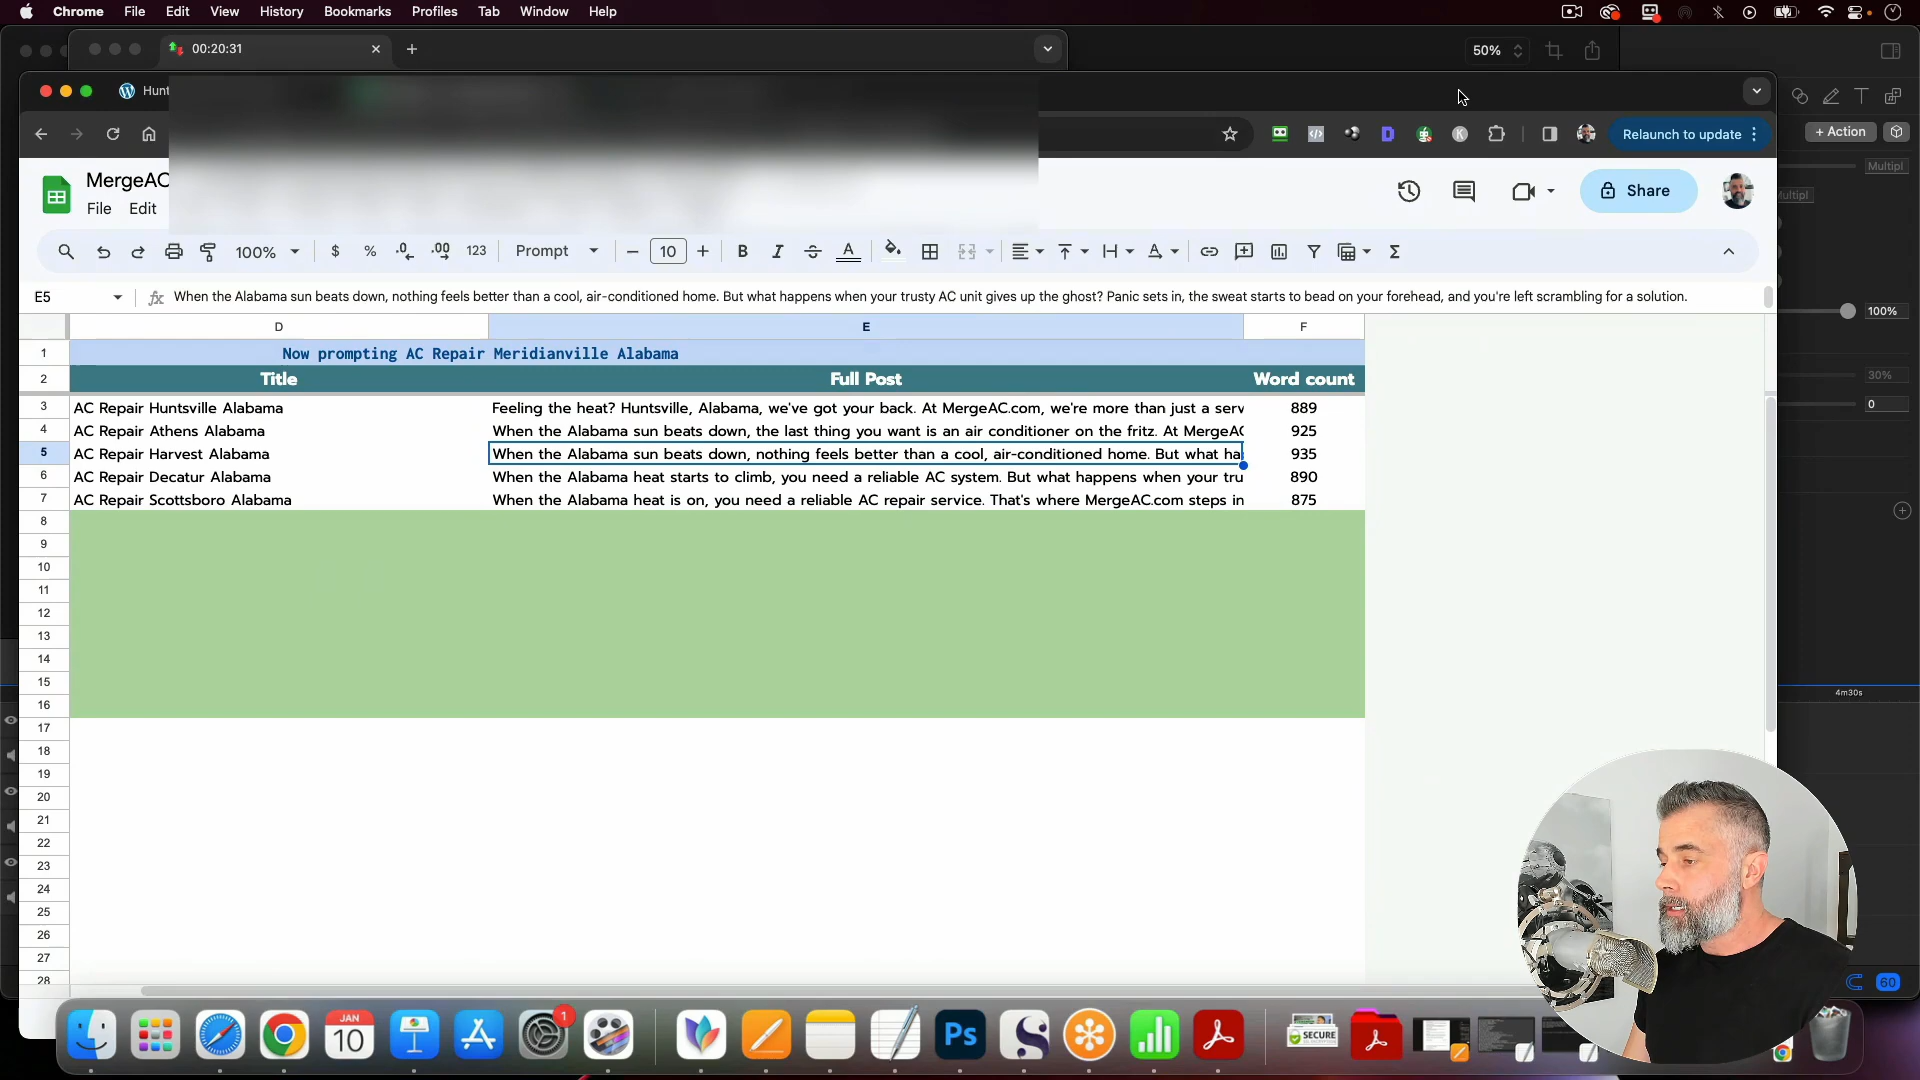 Chrome File Edit View History Bookmarks Profiles Tab Window Help
00:20:31
50%
Hunt
Relaunch to update
+ Action
MergeAC
Share
Multipl
Multipl
File Edit
100% $ % .0 .00 123 Prompt 10 B I A
E5 When the Alabama sun beats down, nothing feels better than a cool, air-conditioned home. But what happens when your trusty AC unit gives up the ghost? Panic sets in, the sweat starts to bead on your forehead, and you're left scrambling for a solution.
100%
D E F
1 Now prompting AC Repair Meridianville Alabama
2 Title Full Post Word count
30%
3 AC Repair Huntsville Alabama Feeling the heat? Huntsville, Alabama, we've got your back. At MergeAC.com, we're more than just a serv 889
0
4 AC Repair Athens Alabama When the Alabama sun beats down, the last thing you want is an air conditioner on the fritz. At MergeAC 925
5 AC Repair Harvest Alabama When the Alabama sun beats down, nothing feels better than a cool, air-conditioned home. But what ha 935
6 AC Repair Decatur Alabama When the Alabama heat starts to climb, you need a reliable AC system. But what happens when your tru 890
7 AC Repair Scottsboro Alabama When the Alabama heat is on, you need a reliable AC repair service. That's where MergeAC.com steps in 875
8
9
10
11
12
13
14
15
16
4m30s
17
18
19
20
21
22
23
24
25
26
27
28
60
JAN
10
1
Ps
SECURE